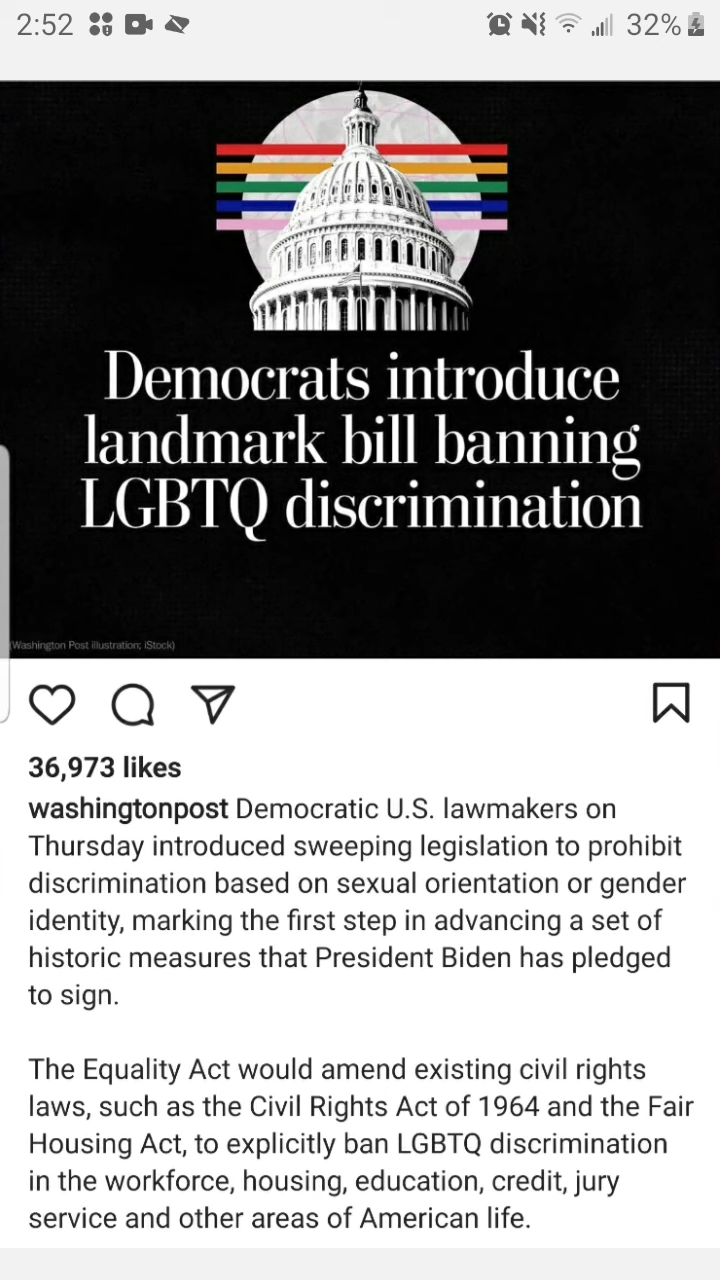 2:52 32%
Democrats introduce
landmark bill banning
LGBTQ discrimination
(Washington Post illustration; iStock)
36,973 likes
washingtonpost Democratic U.S. lawmakers on
Thursday introduced sweeping legislation to prohibit
discrimination based on sexual orientation or gender
identity, marking the first step in advancing a set of
historic measures that President Biden has pledged
to sign.
The Equality Act would amend existing civil rights
laws, such as the Civil Rights Act of 1964 and the Fair
Housing Act, to explicitly ban LGBTQ discrimination
in the workforce, housing, education, credit, jury
service and other areas of American life.